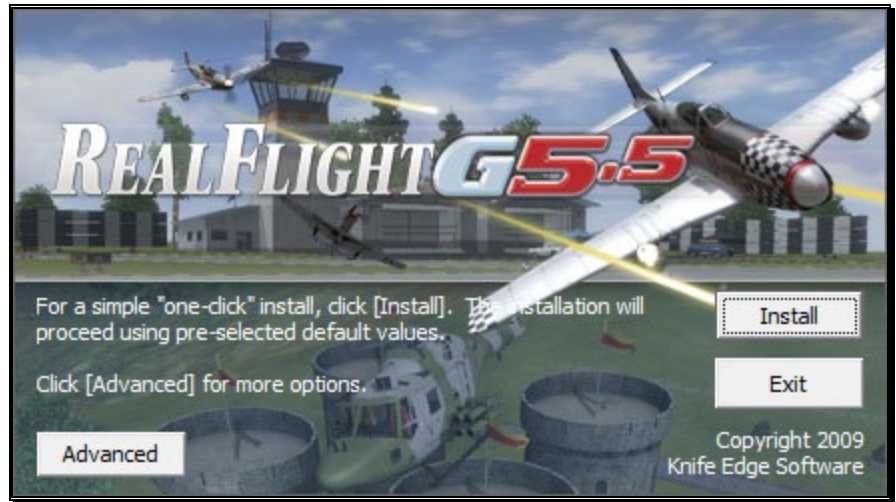 REALFLIGHT G5.5
For a simple "one-click" install, click [Install]. The installation will
proceed using pre-selected default values.
Click [Advanced] for more options.
Install
Exit
Advanced
Copyright 2009
Knife Edge Software